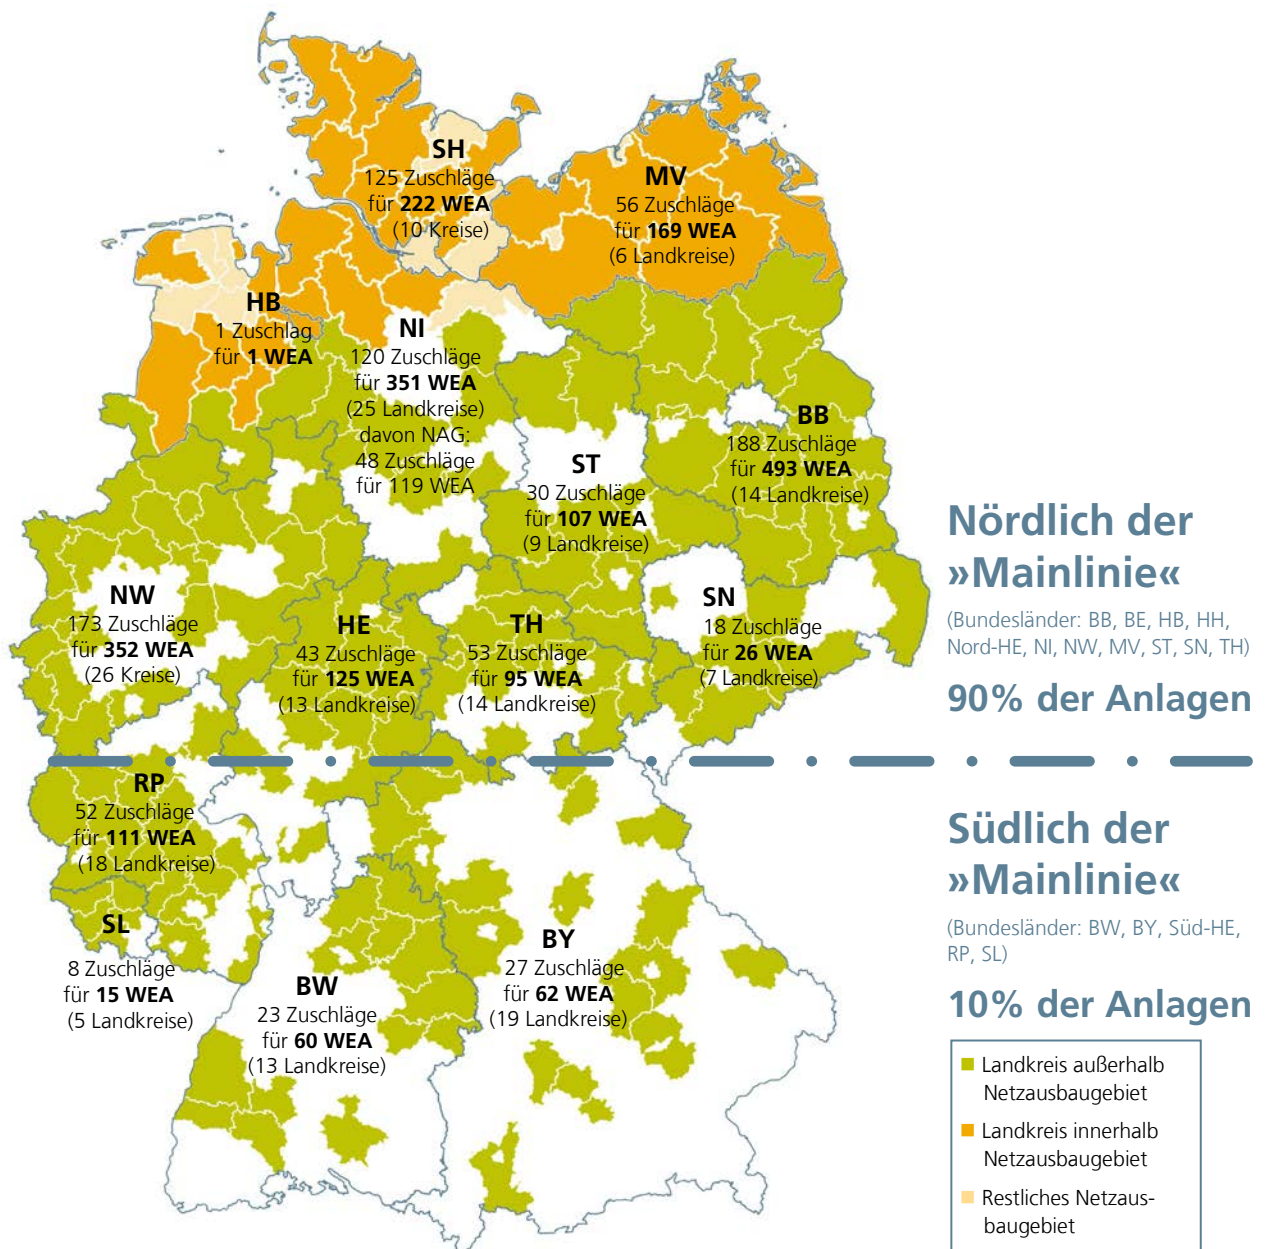 SH
125 Zuschläge
für 222 WEA
(10 Kreise)
MV
56 Zuschläge
für 169 WEA
(6 Landkreise)
HB
1 Zuschlag
für 1 WEA
NI
120 Zuschläge
für 351 WEA
(25 Landkreise)
davon NAG:
48 Zuschläge
für 119 WEA
BB
188 Zuschläge
für 493 WEA
(14 Landkreise)
ST
30 Zuschläge
für 107 WEA
(9 Landkreise)
NW
173 Zuschläge
für 352 WEA
(26 Kreise)
HE
43 Zuschläge
für 125 WEA
(13 Landkreise)
TH
53 Zuschläge
für 95 WEA
(14 Landkreise)
SN
18 Zuschläge
für 26 WEA
(7 Landkreise)
Nördlich der
»Mainlinie«
(Bundesländer: BB, BE, HB, HH,
Nord-HE, NI, NW, MV, ST, SN, TH)
90% der Anlagen
RP
52 Zuschläge
für 111 WEA
(18 Landkreise)
SL
8 Zuschläge
für 15 WEA
(5 Landkreise)
BW
23 Zuschläge
für 60 WEA
(13 Landkreise)
BY
27 Zuschläge
für 62 WEA
(19 Landkreise)
Südlich der
»Mainlinie«
(Bundesländer: BW, BY, Süd-HE,
RP, SL)
10% der Anlagen
Landkreis außerhalb
Netzausbaugebiet
Landkreis innerhalb
Netzausbaugebiet
Restliches Netzaus-
baugebiet